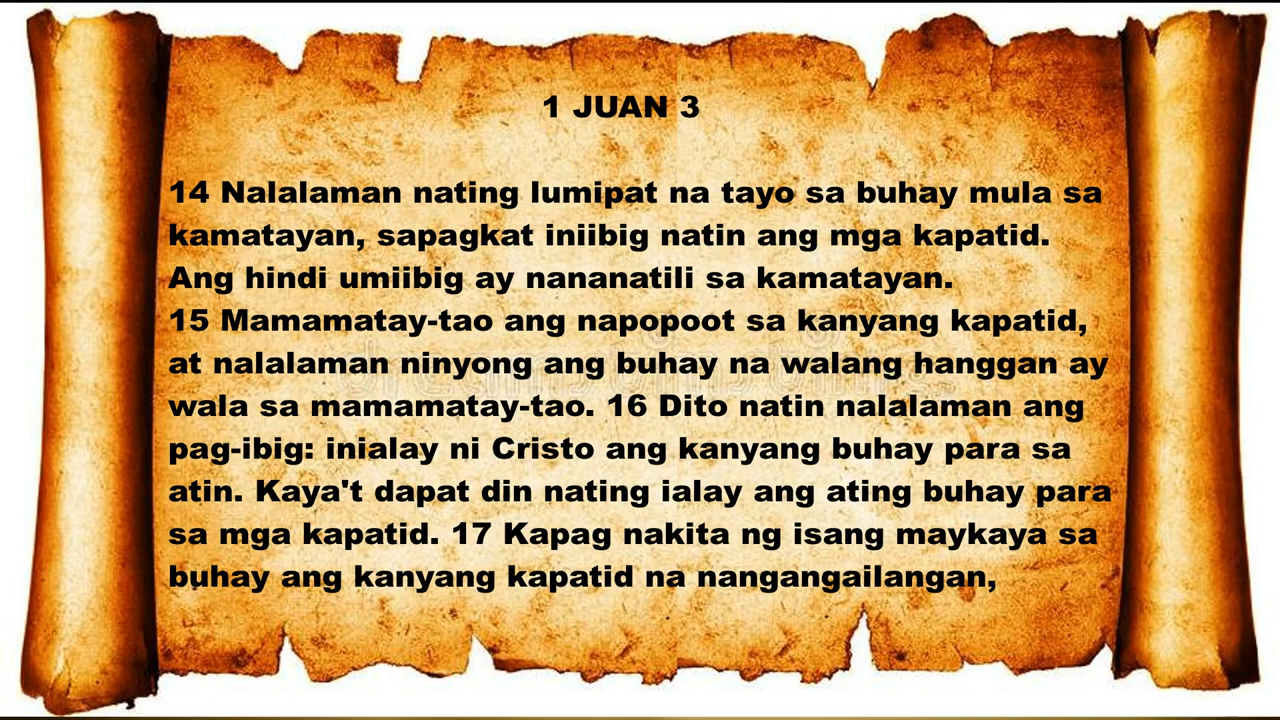 1 JUAN 3
14 Nalalaman nating lumipat na tayo sa buhay mula sa
kamatayan, sapagkat iniibig natin ang mga kapatid.
Ang hindi umiibig ay nananatili sa kamatayan.
15 Mamamatay-tao ang napopoot sa kanyang kapatid,
at nalalaman ninyong ang buhay na walang hanggan ay
wala sa mamamatay-tao. 16 Dito natin nalalaman ang
pag-ibig: inialay ni Cristo ang kanyang buhay para sa
atin. Kaya't dapat din nating ialay ang ating buhay para
sa mga kapatid. 17 Kapag nakita ng isang maykaya sa
buhay ang kanyang kapatid na nangangailangan,